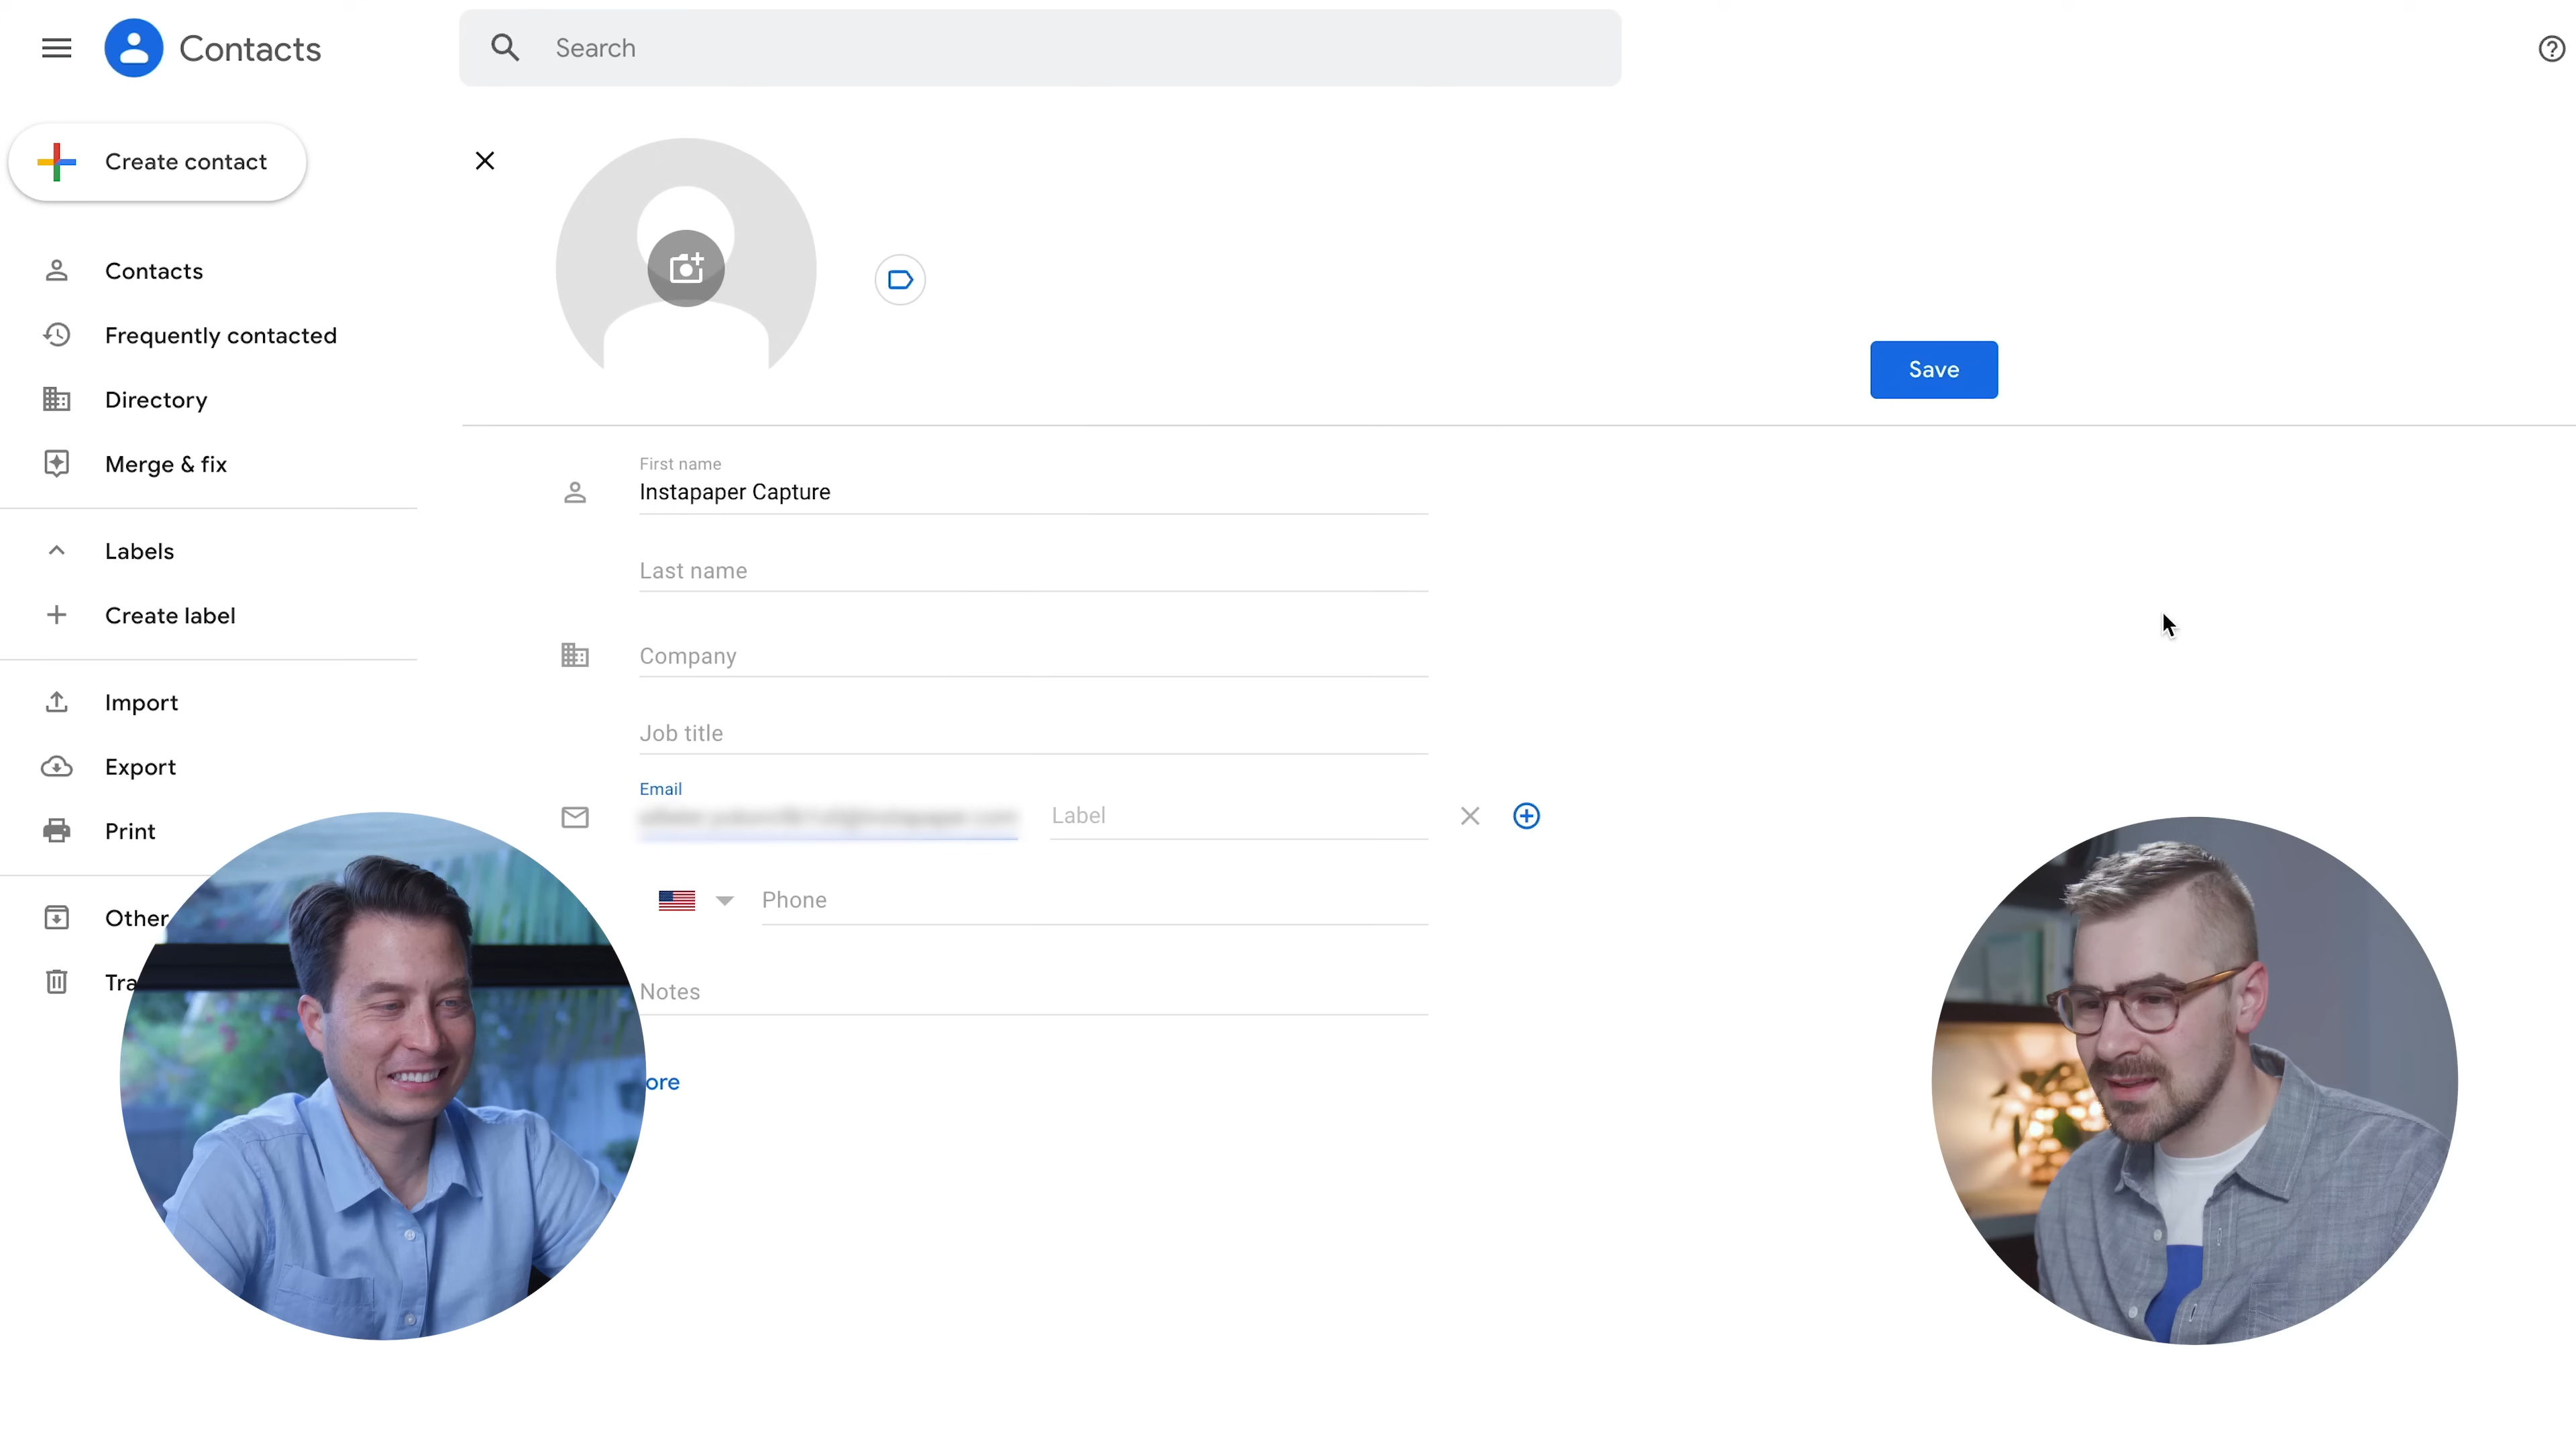 Contacts
Search
Create contact
Contacts
Frequently contacted
Directory
Merge & fix
Labels
Create label
Import
Export
Print
Other
Tra
Save
First name
Instapaper Capture
Last name
Company
Job title
Email
Label
Phone
Notes
ore